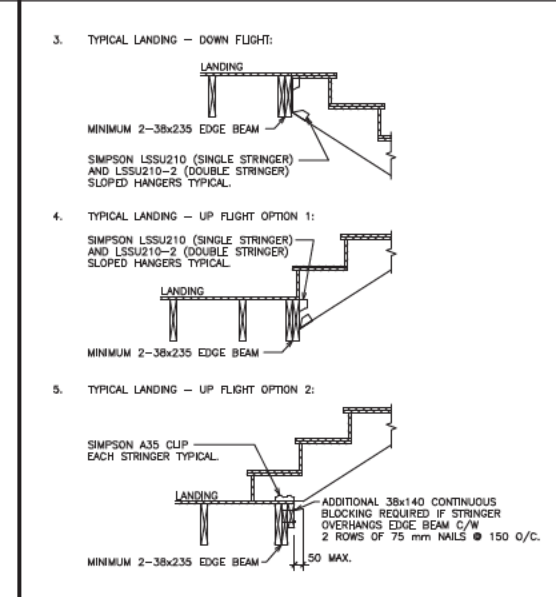 3. TYPICAL LANDING – DOWN FLIGHT:
LANDING
MINIMUM 2-38x235 EDGE BEAM
SIMPSON LSSU210 (SINGLE STRINGER)
AND LSSU210-2 (DOUBLE STRINGER)
SLOPED HANGERS TYPICAL.
4. TYPICAL LANDING – UP FLIGHT OPTION 1:
SIMPSON LSSU210 (SINGLE STRINGER)
AND LSSU210-2 (DOUBLE STRINGER)
SLOPED HANGERS TYPICAL.
LANDING
MINIMUM 2-38x235 EDGE BEAM
5. TYPICAL LANDING – UP FLIGHT OPTION 2:
SIMPSON A35 CLIP
EACH STRINGER TYPICAL.
LANDING
ADDITIONAL 38x140 CONTINUOUS
BLOCKING REQUIRED IF STRINGER
OVERHANGS EDGE BEAM C/W
2 ROWS OF 75 mm NAILS @ 150 O/C.
MINIMUM 2-38x235 EDGE BEAM
50 MAX.